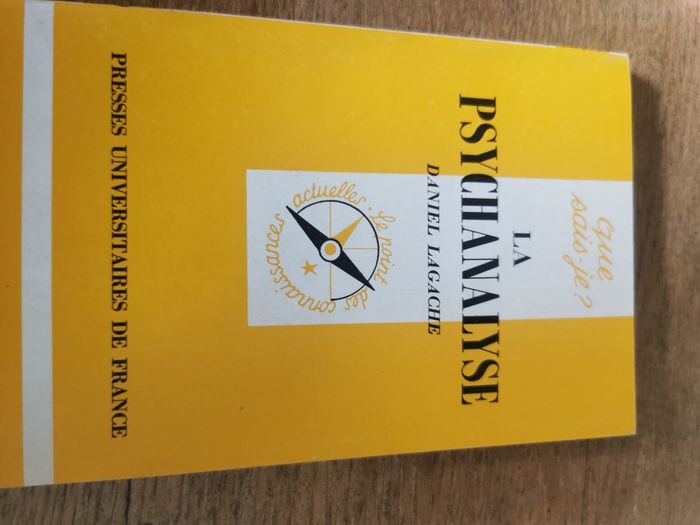 que
sais-je?
LA
PSYCHANALYSE
DANIEL LAGACHE
Le point des connaissances actuelles.
PRESSES UNIVERSITAIRES DE FRANCE